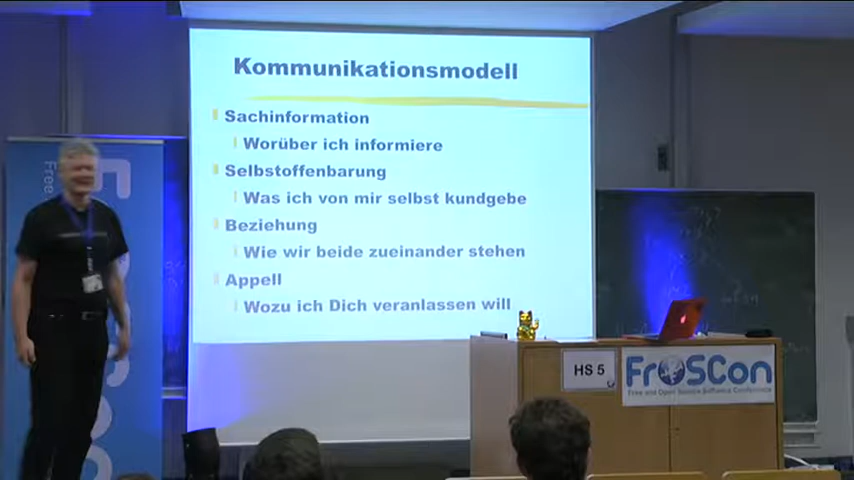 Kommunikationsmodell
Sachinformation
Worüber ich informiere
Selbstoffenbarung
Was ich von mir selbst kundgebe
Beziehung
Wie wir beide zueinander stehen
Appell
Wozu ich Dich veranlassen will
HS 5
FrOSCon
Free and Open Source Software Conference